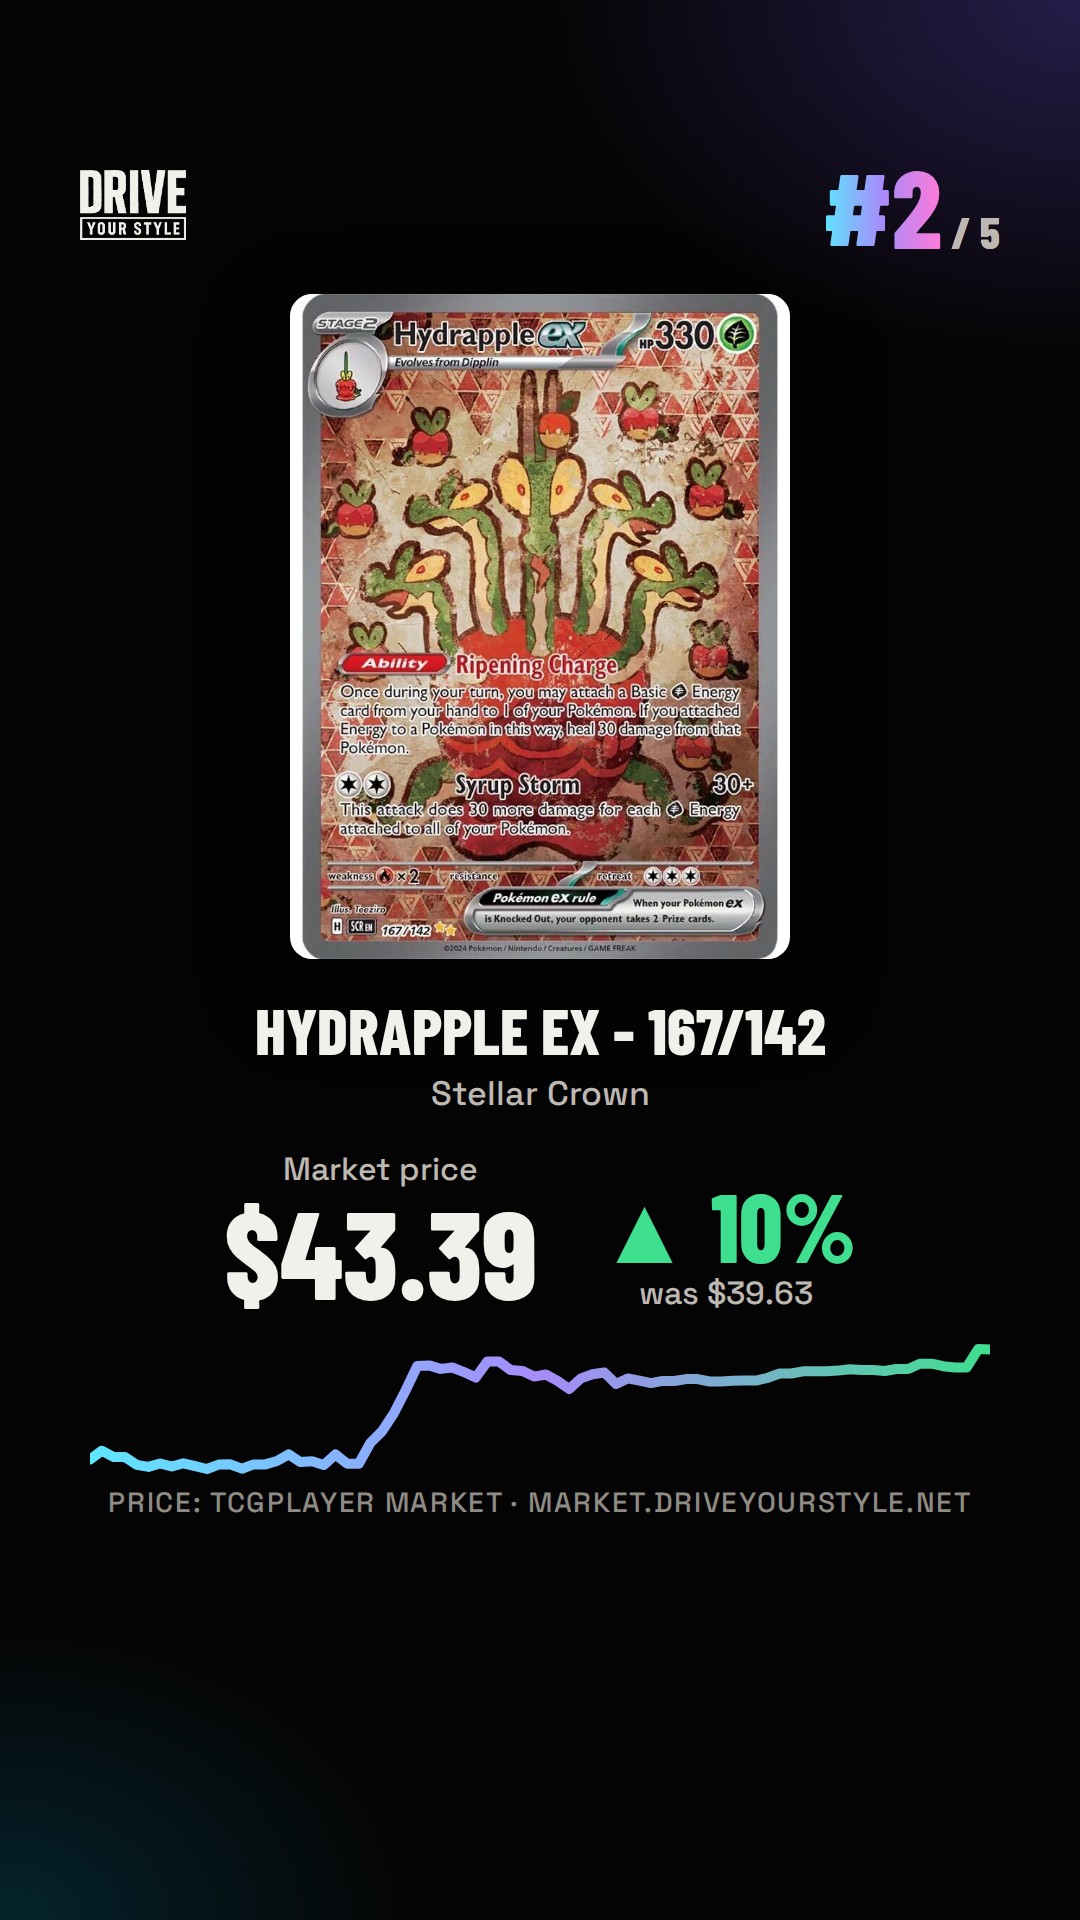 DRIVE
YOUR STYLE
#2 / 5
STAGE2 Hydrapple ex HP 330
Evolves from Dipplin
Ability Ripening Charge
Once during your turn, you may attach a Basic Energy
card from your hand to 1 of your Pokémon. If you attached
Energy to a Pokémon in this way, heal 30 damage from that
Pokémon.
Syrup Storm 30+
This attack does 30 more damage for each Energy
attached to all of your Pokémon.
weakness ×2 resistance retreat
Pokémon ex rule When your Pokémon ex
is Knocked Out, your opponent takes 2 Prize cards.
Illus. Teeziro
H SCR EN 167/142
©2024 Pokémon / Nintendo / Creatures / GAME FREAK
HYDRAPPLE EX - 167/142
Stellar Crown
Market price
$43.39
▲ 10%
was $39.63
PRICE: TCGPLAYER MARKET · MARKET.DRIVEYOURSTYLE.NET